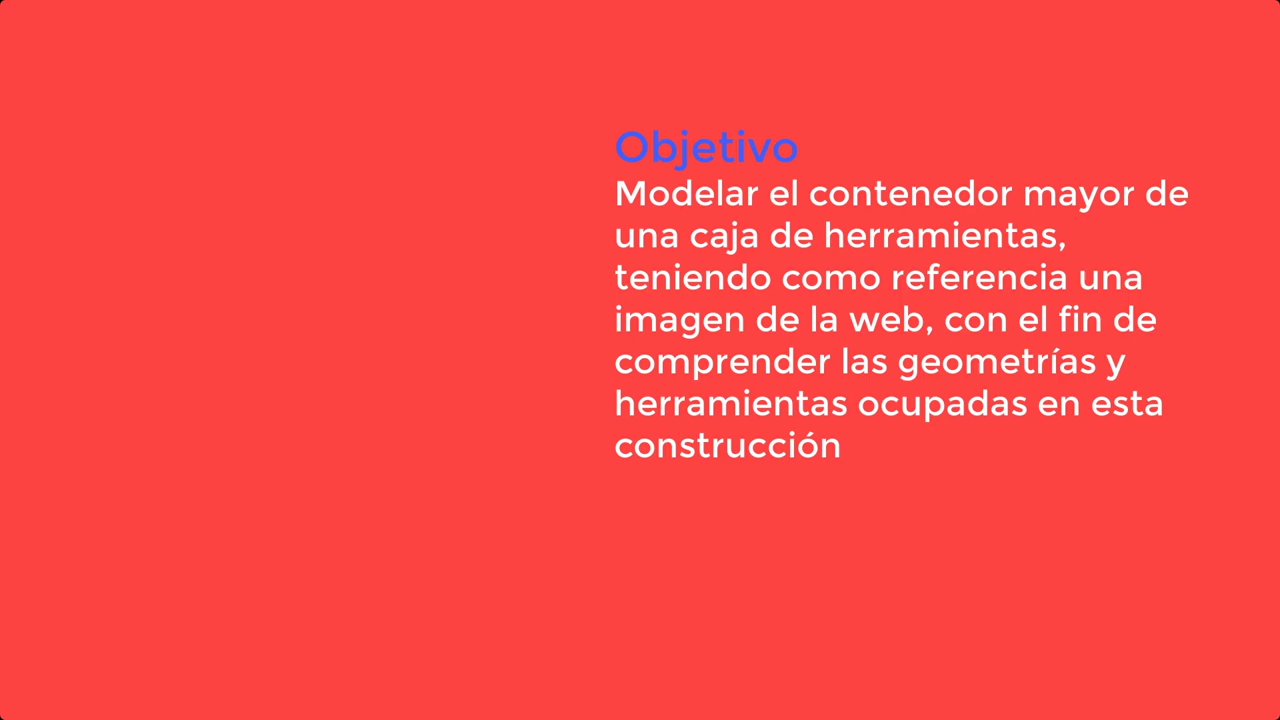 Objetivo
Modelar el contenedor mayor de
una caja de herramientas,
teniendo como referencia una
imagen de la web, con el fin de
comprender las geometrías y
herramientas ocupadas en esta
construcción